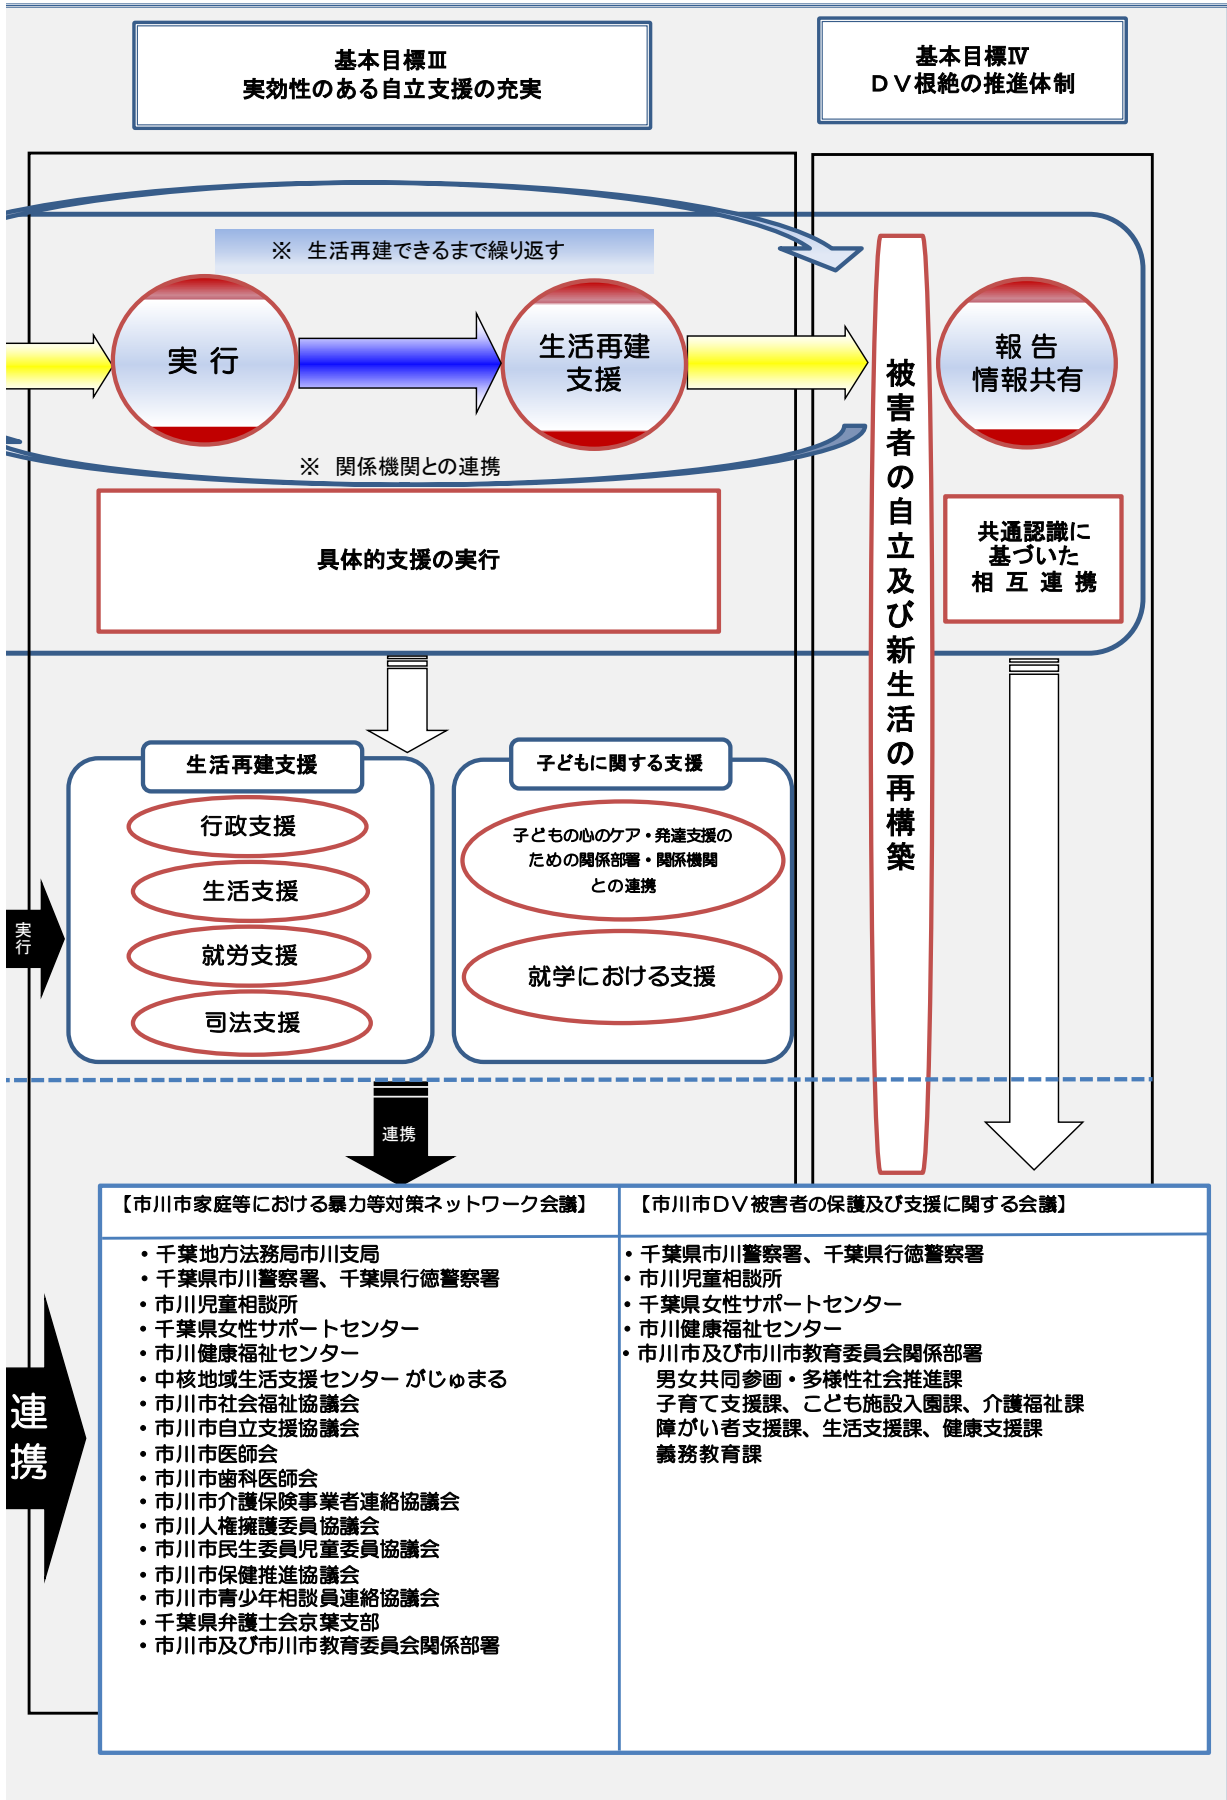 基本目標Ⅲ
実効性のある自立支援の充実
基本目標Ⅳ
ＤＶ根絶の推進体制
※　生活再建できるまで繰り返す
実 行
生活再建
支援
報 告
情報共有
※　関係機関との連携
具体的支援の実行
共通認識に
基づいた
相 互 連 携
被害者の自立及び新生活の再構築
生活再建支援
行政支援
生活支援
就労支援
司法支援
子どもに関する支援
子どもの心のケア・発達支援の
ための関係部署・関係機関
との連携
就学における支援
実行
連携
連携
【市川市家庭等における暴力等対策ネットワーク会議】
・千葉地方法務局市川支局
・千葉県市川警察署、千葉県行徳警察署
・市川児童相談所
・千葉県女性サポートセンター
・市川健康福祉センター
・中核地域生活支援センター がじゅまる
・市川市社会福祉協議会
・市川市自立支援協議会
・市川市医師会
・市川市歯科医師会
・市川市介護保険事業者連絡協議会
・市川人権擁護委員協議会
・市川市民生委員児童委員協議会
・市川市保健推進協議会
・市川市青少年相談員連絡協議会
・千葉県弁護士会京葉支部
・市川市及び市川市教育委員会関係部署
【市川市ＤＶ被害者の保護及び支援に関する会議】
・千葉県市川警察署、千葉県行徳警察署
・市川児童相談所
・千葉県女性サポートセンター
・市川健康福祉センター
・市川市及び市川市教育委員会関係部署
男女共同参画・多様性社会推進課
子育て支援課、こども施設入園課、介護福祉課
障がい者支援課、生活支援課、健康支援課
義務教育課